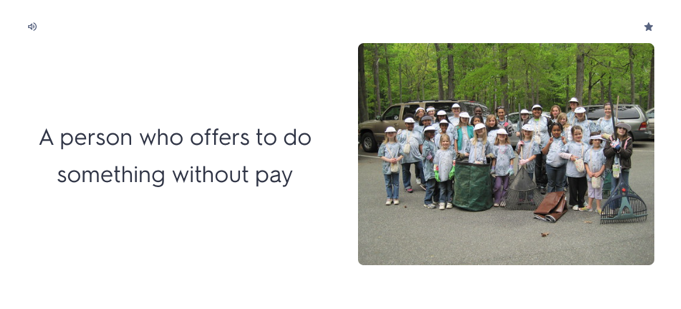 A person who offers to do
something without pay